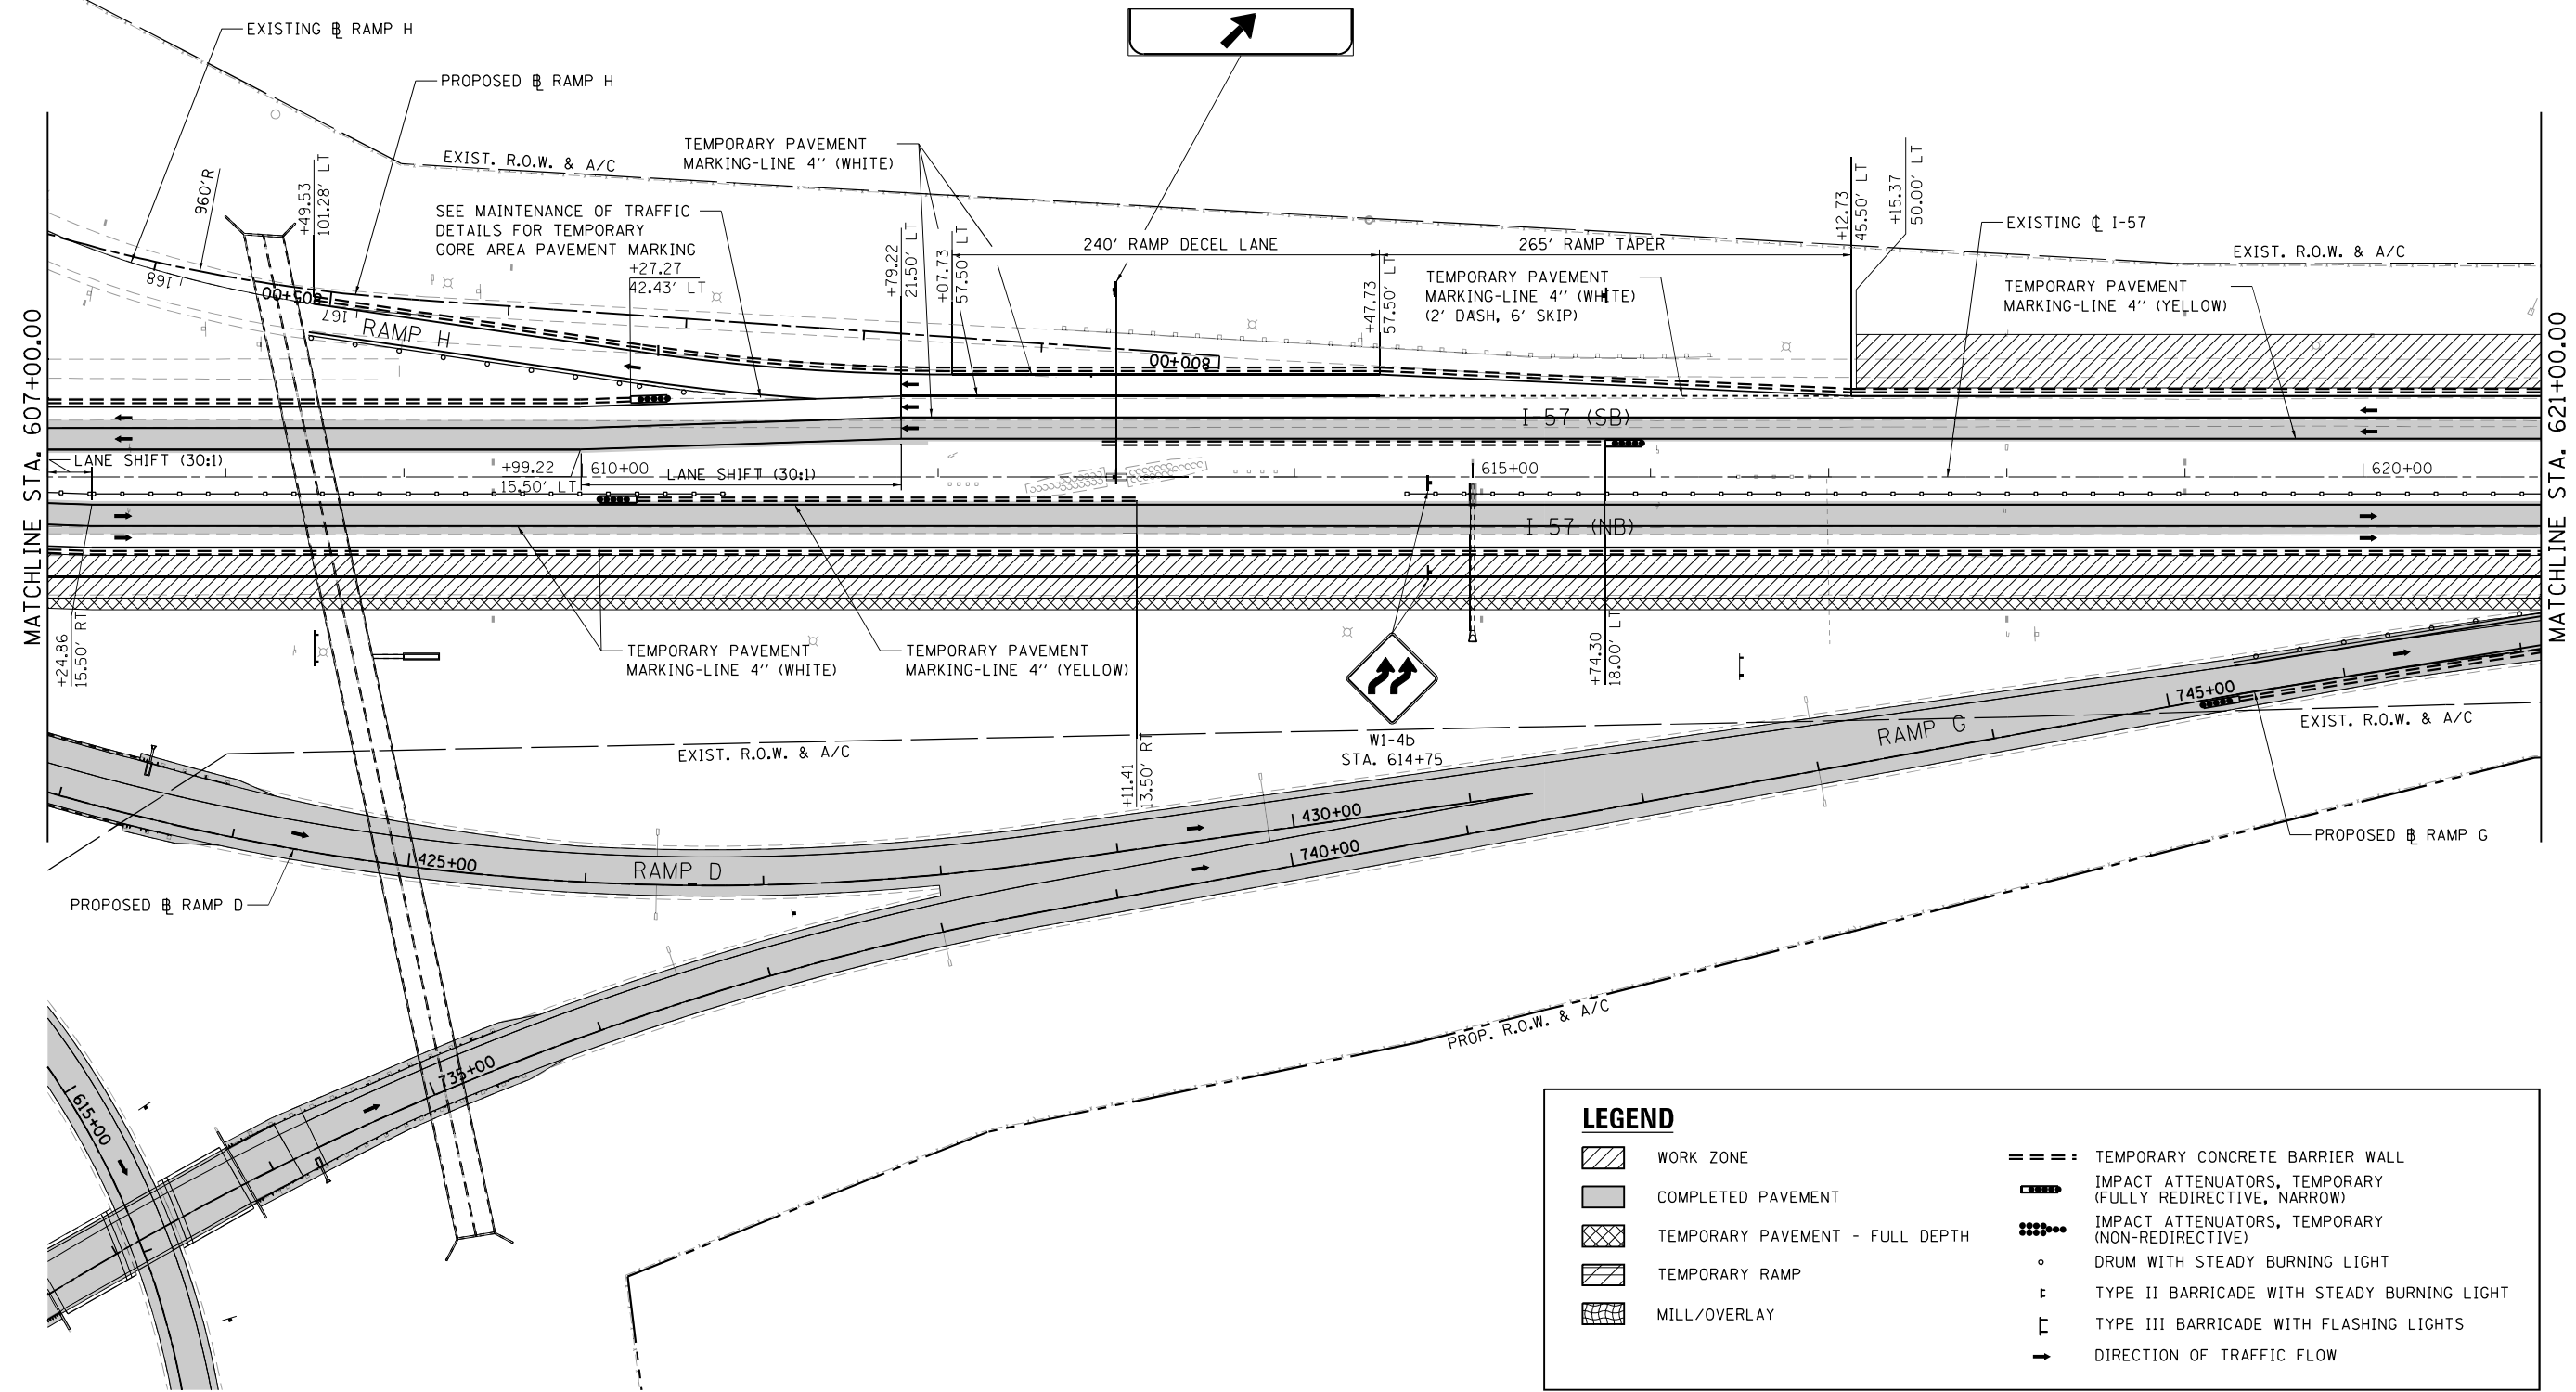 EXISTING ℄ RAMP H
PROPOSED ℄ RAMP H
TEMPORARY PAVEMENT
MARKING-LINE 4" (WHITE)
EXIST. R.O.W. & A/C
960'R
+49.53
101.28' LT
SEE MAINTENANCE OF TRAFFIC
DETAILS FOR TEMPORARY
GORE AREA PAVEMENT MARKING
+27.27
42.43' LT
+79.22
21.50' LT
+07.73
57.50' LT
240' RAMP DECEL LANE
265' RAMP TAPER
+47.73
57.50' LT
TEMPORARY PAVEMENT
MARKING-LINE 4" (WHITE)
(2' DASH, 6' SKIP)
+12.73
45.50' LT
+15.37
50.00' LT
EXISTING ℄ I-57
EXIST. R.O.W. & A/C
TEMPORARY PAVEMENT
MARKING-LINE 4" (YELLOW)
168
805+00
167
RAMP H
800+00
MATCHLINE STA. 607+00.00
MATCHLINE STA. 621+00.00
I-57 (SB)
LANE SHIFT (30:1)
+99.22
15.50' LT
610+00
LANE SHIFT (30:1)
615+00
620+00
I-57 (NB)
+24.86
15.50' RT
TEMPORARY PAVEMENT
MARKING-LINE 4" (WHITE)
TEMPORARY PAVEMENT
MARKING-LINE 4" (YELLOW)
+74.30
18.00' LT
+11.41
13.50' RT
W1-4b
STA. 614+75
EXIST. R.O.W. & A/C
745+00
RAMP G
EXIST. R.O.W. & A/C
PROPOSED ℄ RAMP G
430+00
740+00
425+00
RAMP D
PROPOSED ℄ RAMP D
PROP. R.O.W. & A/C
735+00
615+00
LEGEND
WORK ZONE
COMPLETED PAVEMENT
TEMPORARY PAVEMENT - FULL DEPTH
TEMPORARY RAMP
MILL/OVERLAY
TEMPORARY CONCRETE BARRIER WALL
IMPACT ATTENUATORS, TEMPORARY
(FULLY REDIRECTIVE, NARROW)
IMPACT ATTENUATORS, TEMPORARY
(NON-REDIRECTIVE)
DRUM WITH STEADY BURNING LIGHT
TYPE II BARRICADE WITH STEADY BURNING LIGHT
TYPE III BARRICADE WITH FLASHING LIGHTS
DIRECTION OF TRAFFIC FLOW